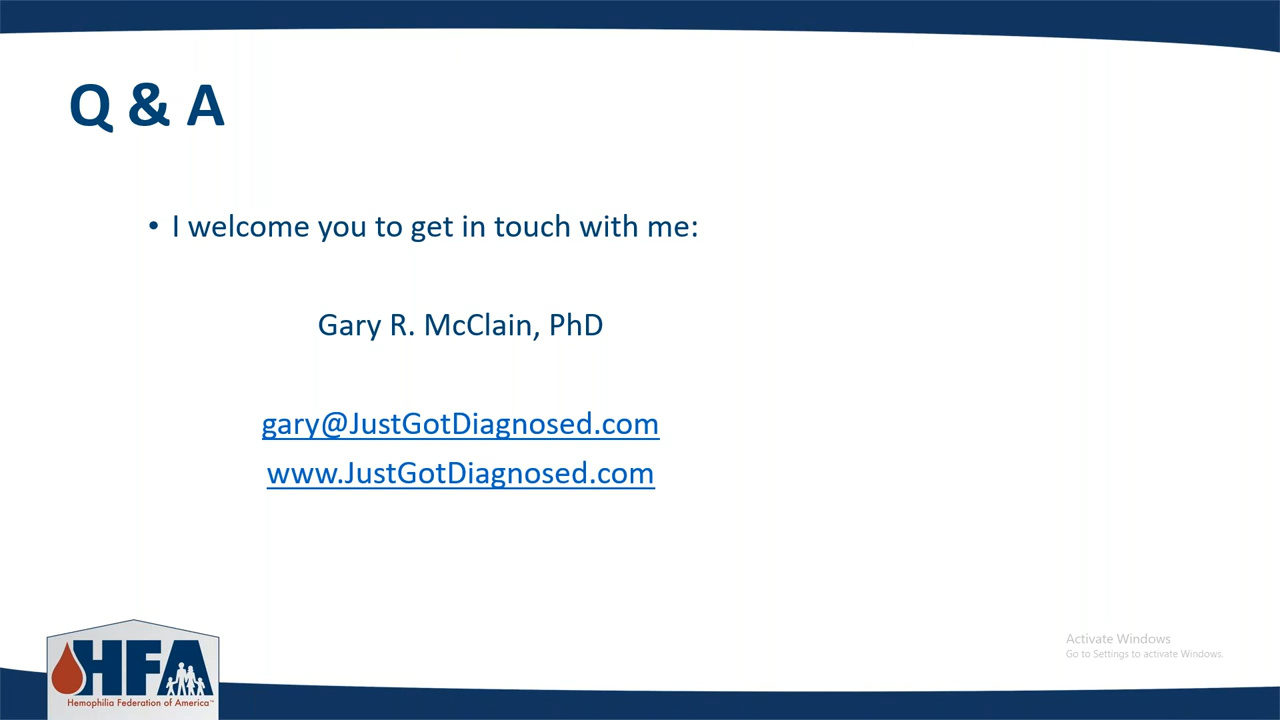 Q & A
• I welcome you to get in touch with me:
Gary R. McClain, PhD
gary@JustGotDiagnosed.com
www.JustGotDiagnosed.com
Activate Windows
Go to Settings to activate Windows.
HFA
Hemophilia Federation of America™